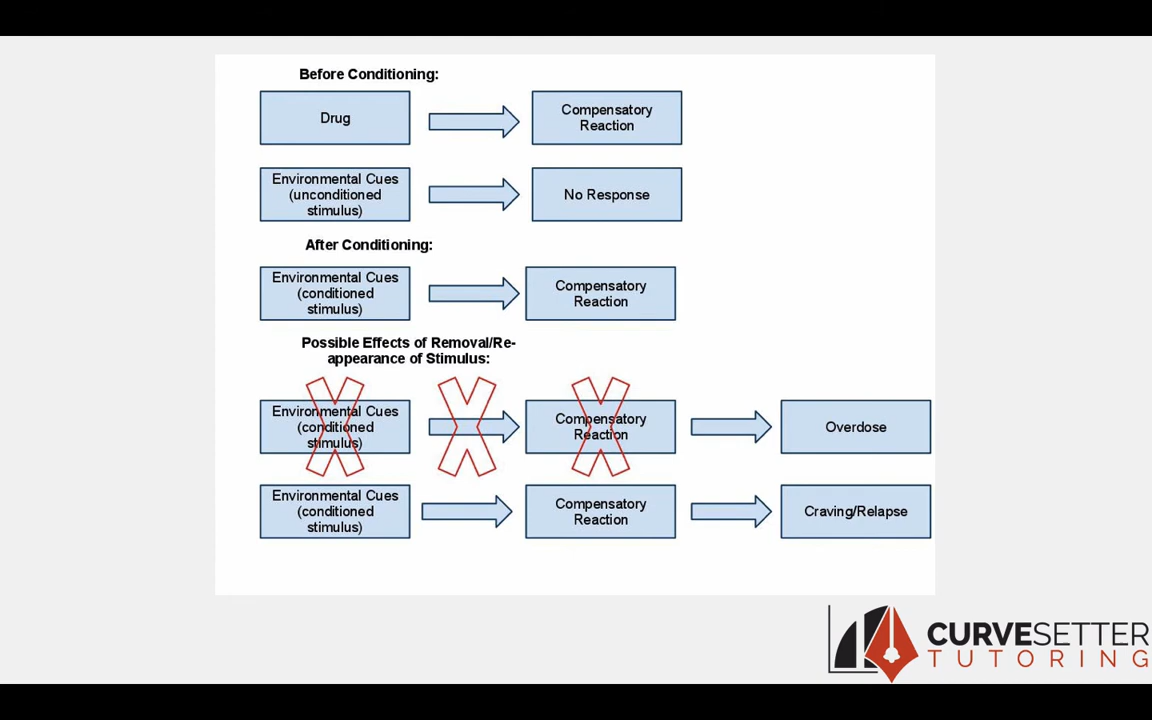 Before Conditioning:
Drug
Compensatory
Reaction
Environmental Cues
(unconditioned
stimulus)
No Response
After Conditioning:
Environmental Cues
(conditioned
stimulus)
Compensatory
Reaction
Possible Effects of Removal/Re-
appearance of Stimulus:
Environmental Cues
(conditioned
stimulus)
Compensatory
Reaction
Overdose
Environmental Cues
(conditioned
stimulus)
Compensatory
Reaction
Craving/Relapse
CURVESETTER
TUTORING